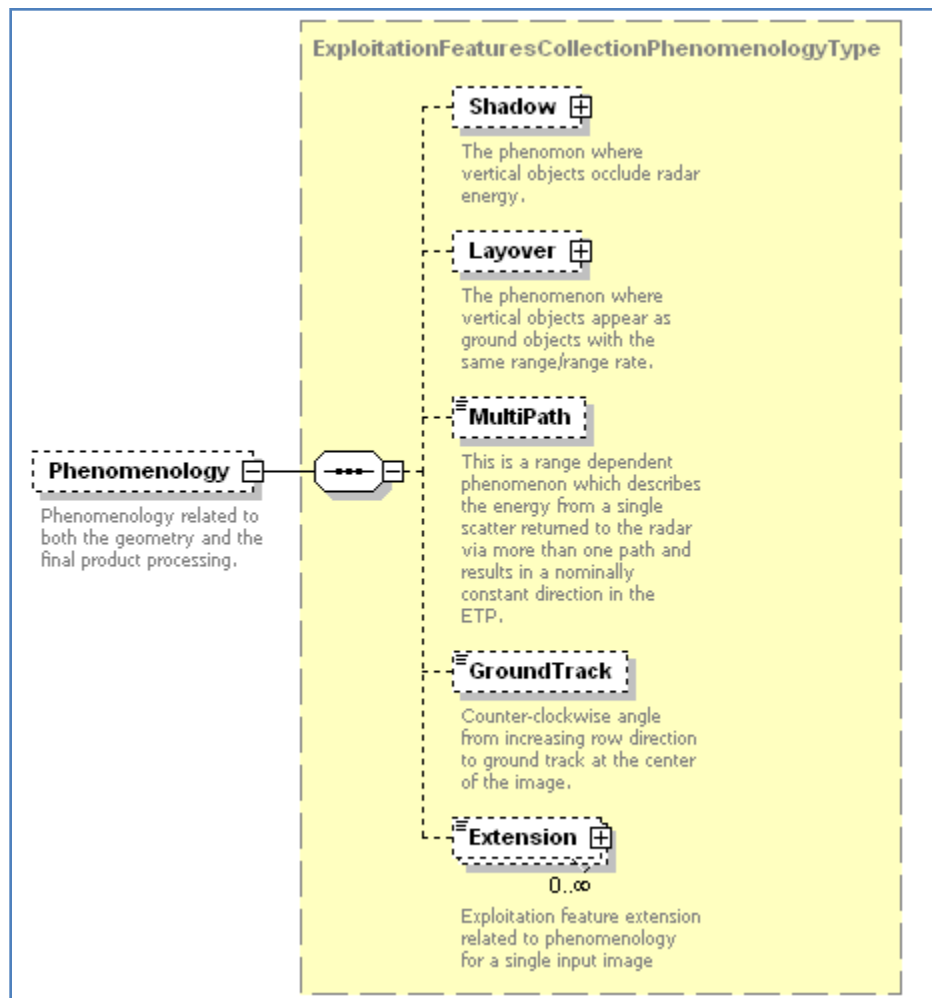 ExploitationFeaturesCollectionPhenomenologyType
Shadow
The phenomon where
vertical objects occlude radar
energy.
Layover
The phenomenon where
vertical objects appear as
ground objects with the
same range/range rate.
MultiPath
This is a range dependent
phenomenon which describes
the energy from a single
scatter returned to the radar
via more than one path and
results in a nominally
constant direction in the
ETP.
Phenomenology
Phenomenology related to
both the geometry and the
final product processing.
GroundTrack
Counter-clockwise angle
from increasing row direction
to ground track at the center
of the image.
Extension
0..∞
Exploitation feature extension
related to phenomenology
for a single input image